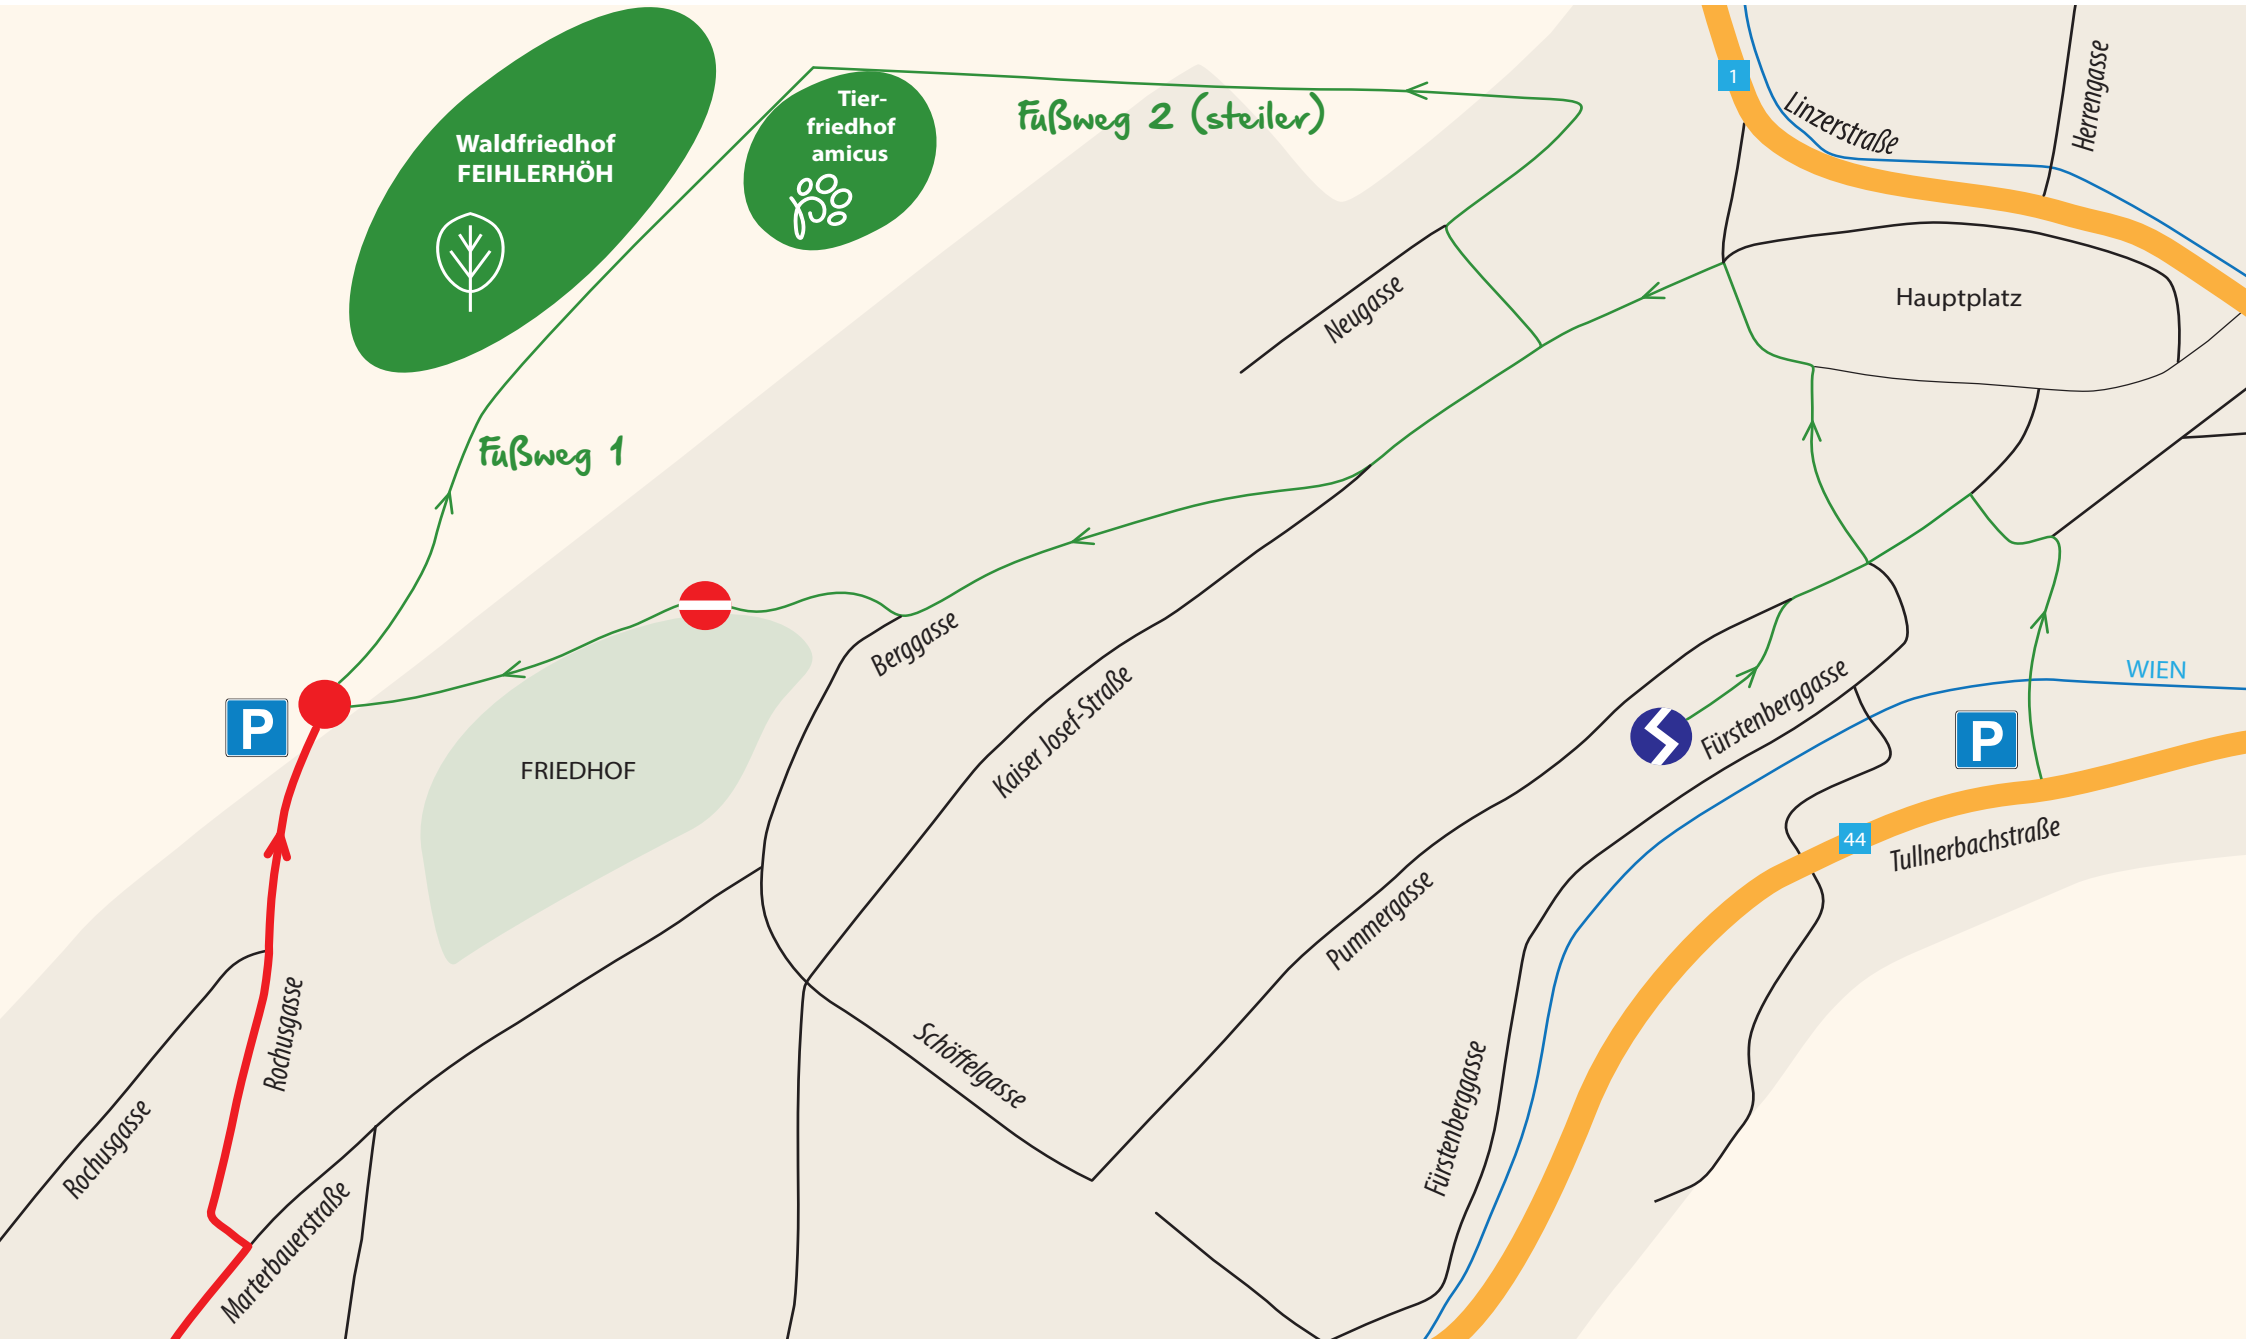 Waldfriedhof
FEIHLERHÖH
Tier-
friedhof
amicus
Fußweg 2 (steiler)
1
Linzerstraße
Herrengasse
Hauptplatz
Neugasse
Fußweg 1
Berggasse
Kaiser Josef-Straße
Fürstenberggasse
WIEN
P
P
FRIEDHOF
44
Tullnerbachstraße
Pummergasse
Rochusgasse
Schöffelgasse
Rochusgasse
Fürstenberggasse
Marterbauerstraße